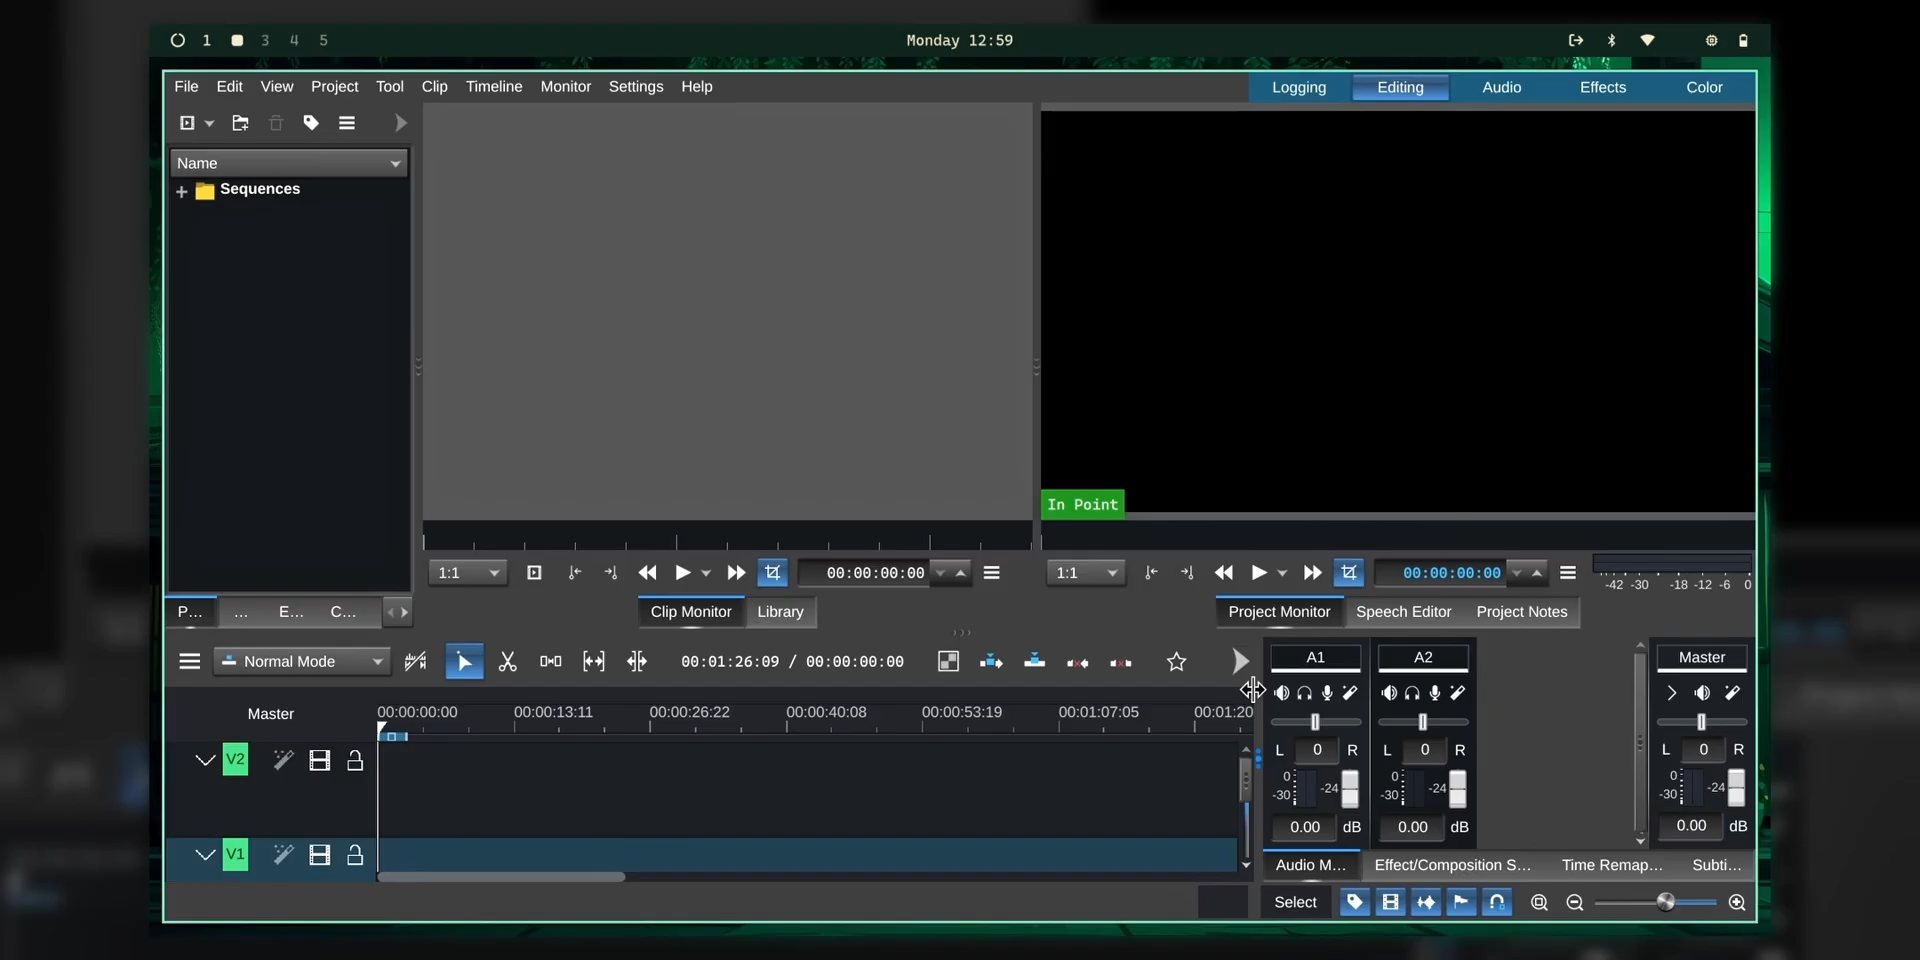 1 3 4 5
Monday 12:59
File Edit View Project Tool Clip Timeline Monitor Settings Help
Logging Editing Audio Effects Color
Name
Sequences
In Point
1:1 00:00:00:00
1:1 00:00:00:00
-42 -30 -18 -12 -6 0
P... ... E... C...
Clip Monitor Library
Project Monitor Speech Editor Project Notes
Normal Mode
00:01:26:09 / 00:00:00:00
A1 A2 Master
Master
00:00:00:00 00:00:13:11 00:00:26:22 00:00:40:08 00:00:53:19 00:01:07:05 00:01:20
L 0 R L 0 R L 0 R
V2
0 -24 0 -24 0 -24
-30 -30 -30
0.00 dB 0.00 dB 0.00 dB
V1
Audio M... Effect/Composition S... Time Remap... Subti...
Select